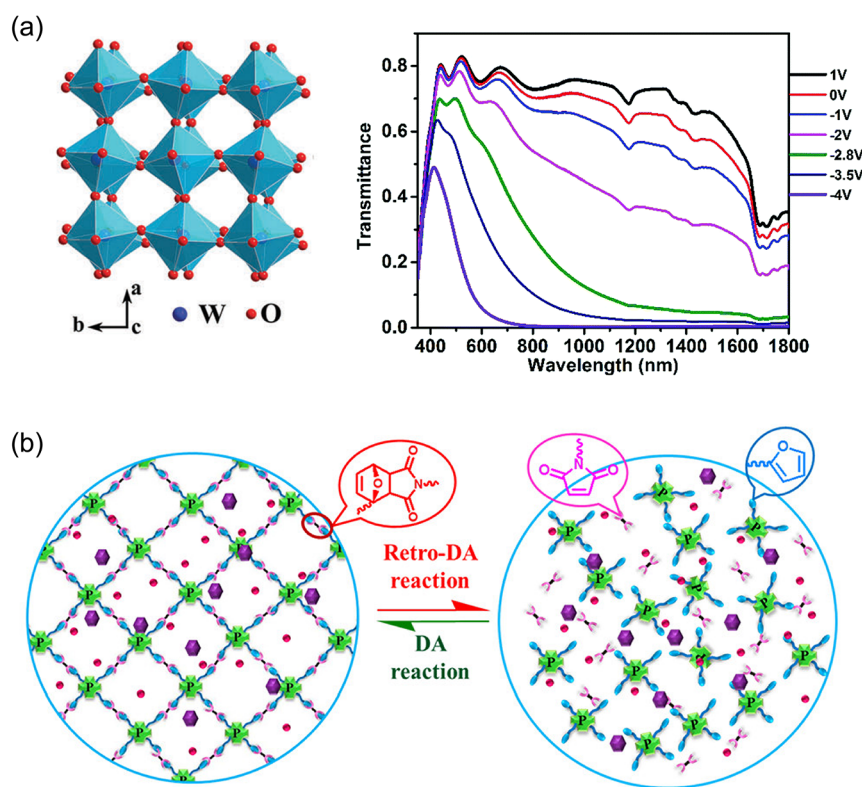 (a)
a
b
c
W
O
Transmittance
0.8
0.6
0.4
0.2
0.0
400 600 800 1000 1200 1400 1600 1800
Wavelength (nm)
1V
0V
-1V
-2V
-2.8V
-3.5V
-4V
(b)
O
O
N
O
Retro-DA
reaction
DA
reaction
N
O
O
O
P P P
P P P
P P P P
P P P
P P P P
P P P
P
P
P P
P
P P
P P
P
P P
P P
P P
P